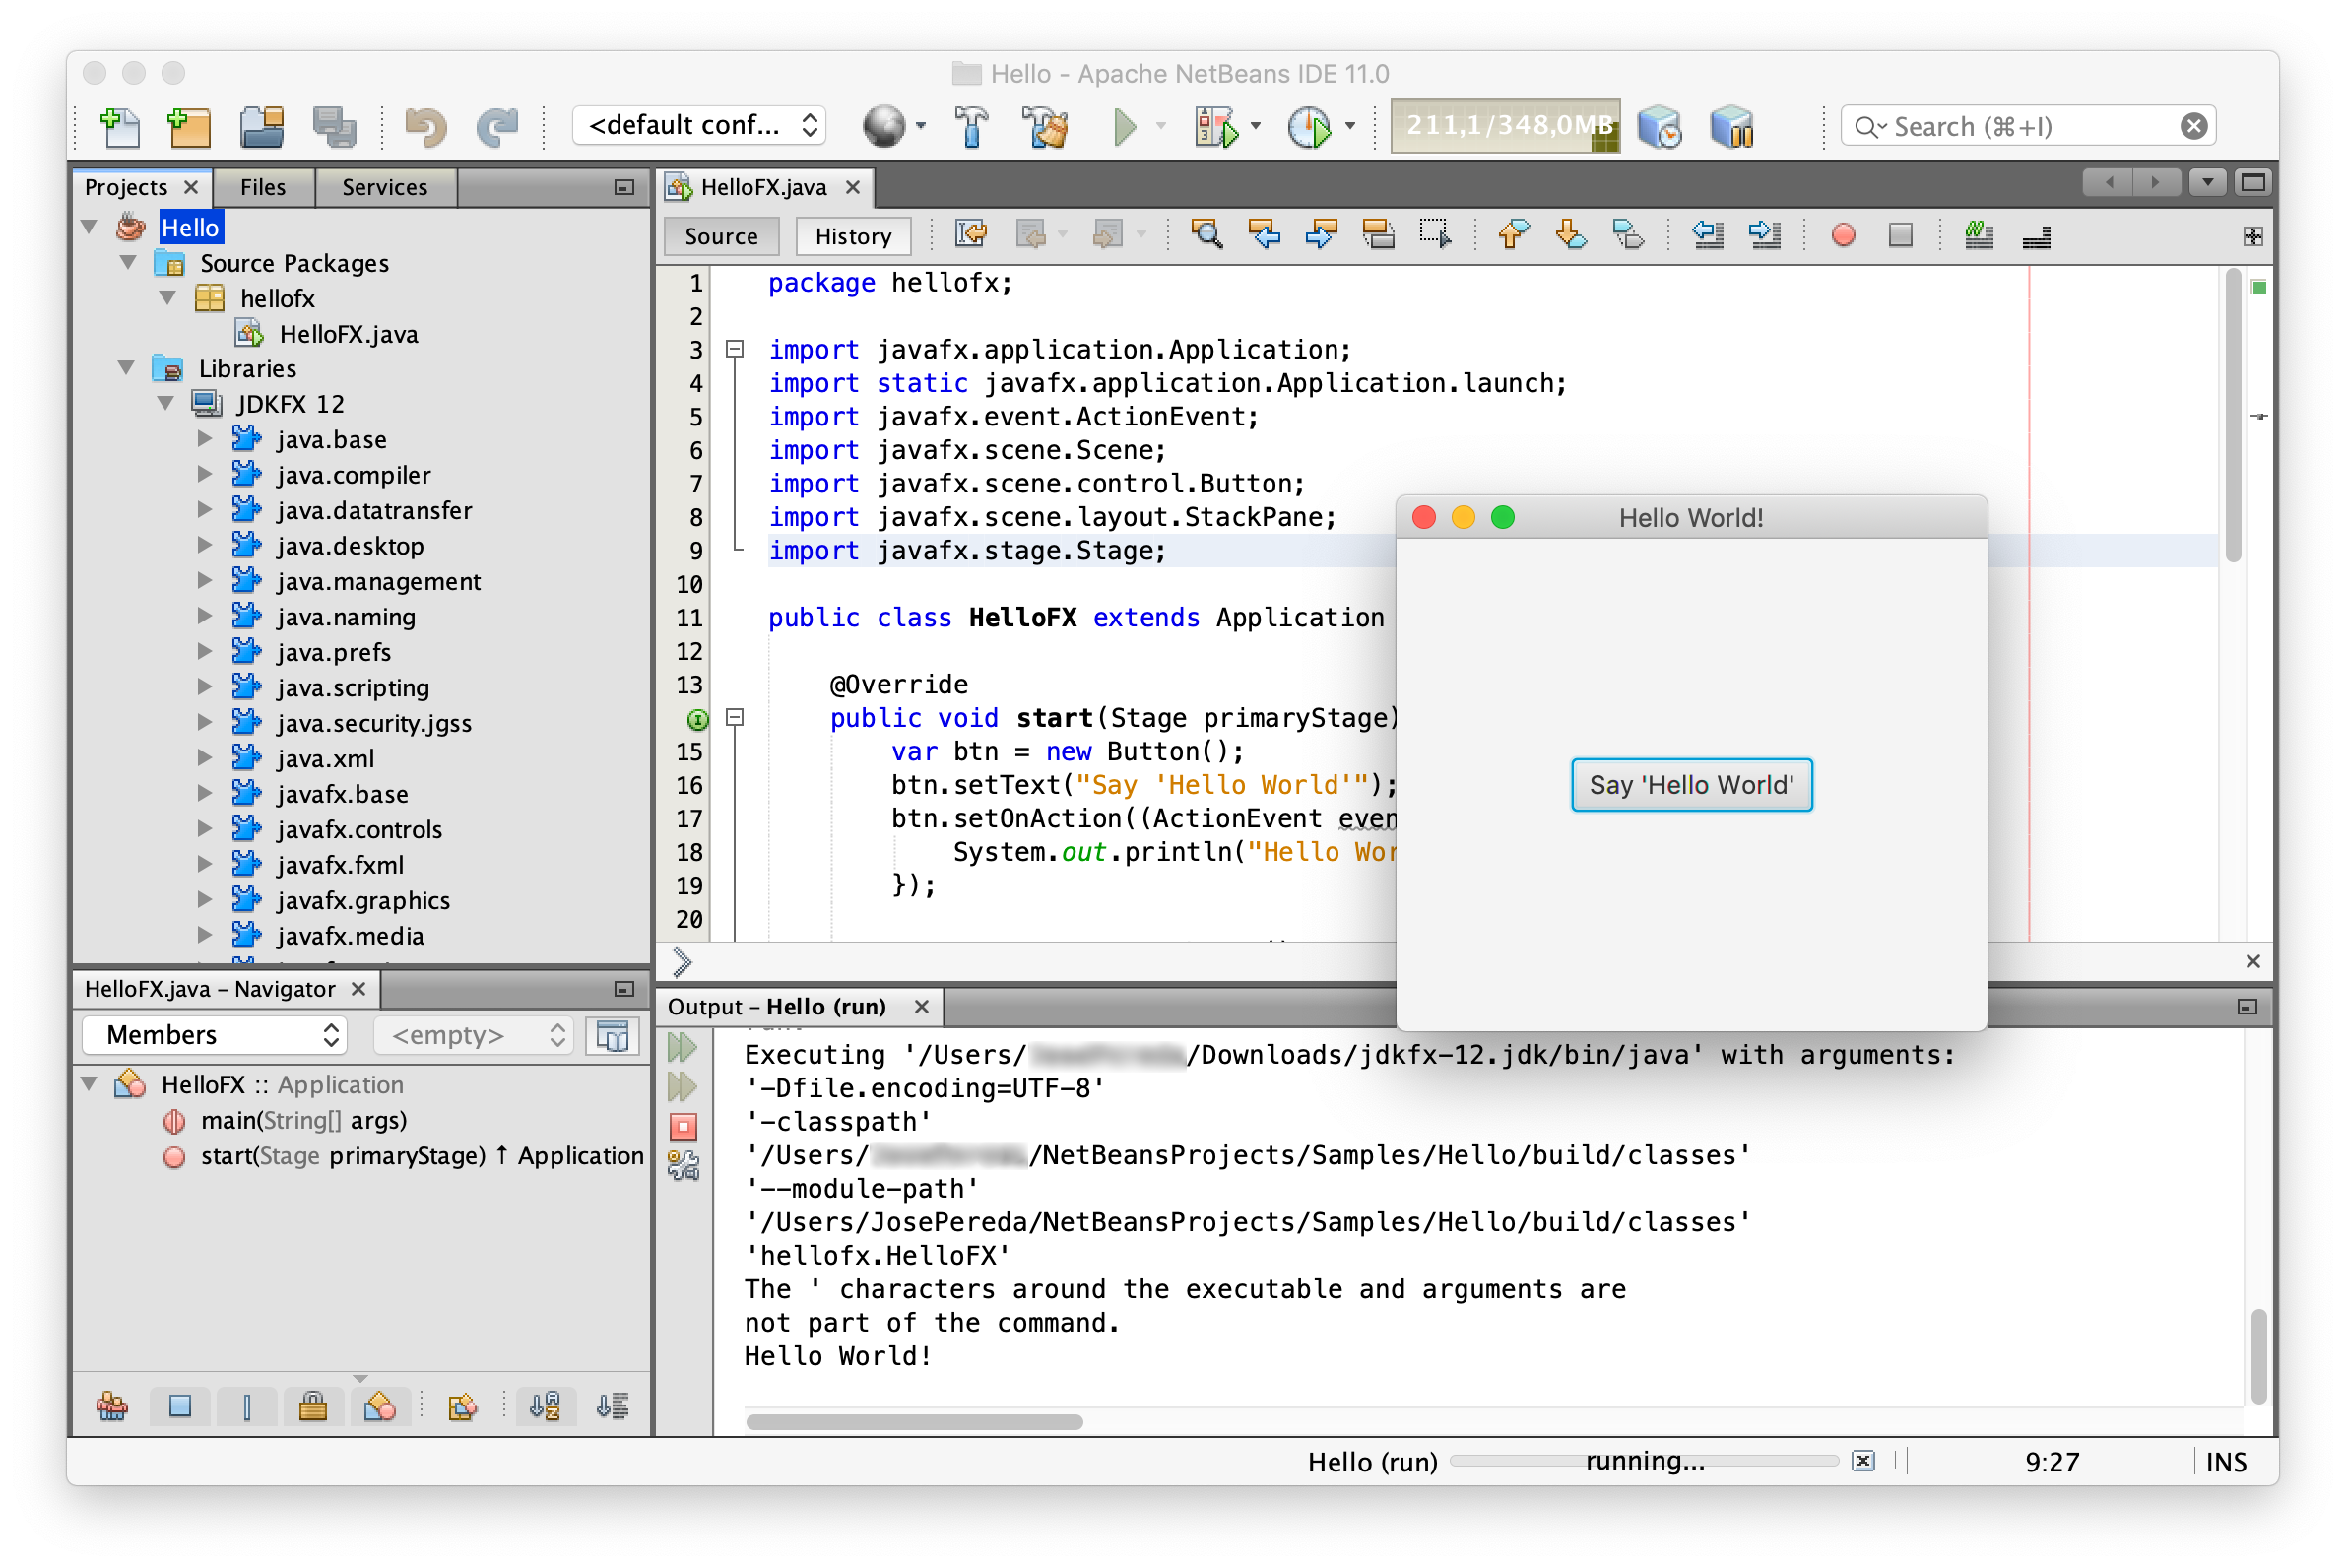 Hello - Apache NetBeans IDE 11.0
<default conf...
211,1/348,0MB
Search (⌘+I)
Projects
Files
Services
Hello
Source Packages
hellofx
HelloFX.java
Libraries
JDKFX 12
java.base
java.compiler
java.datatransfer
java.desktop
java.management
java.naming
java.prefs
java.scripting
java.security.jgss
java.xml
javafx.base
javafx.controls
javafx.fxml
javafx.graphics
javafx.media
HelloFX.java – Navigator
Members
<empty>
HelloFX :: Application
main(String[] args)
start(Stage primaryStage) ↑ Application
HelloFX.java
Source
History
1 package hellofx;
2
3 import javafx.application.Application;
4 import static javafx.application.Application.launch;
5 import javafx.event.ActionEvent;
6 import javafx.scene.Scene;
7 import javafx.scene.control.Button;
8 import javafx.scene.layout.StackPane;
9 import javafx.stage.Stage;
10
11 public class HelloFX extends Application
12
13 @Override
public void start(Stage primaryStage)
15 var btn = new Button();
16 btn.setText("Say 'Hello World'");
17 btn.setOnAction((ActionEvent even
18 System.out.println("Hello Wor
19 });
20
Hello World!
Say 'Hello World'
Output – Hello (run)
Executing '/Users/ /Downloads/jdkfx-12.jdk/bin/java' with arguments:
'-Dfile.encoding=UTF-8'
'-classpath'
'/Users/ /NetBeansProjects/Samples/Hello/build/classes'
'--module-path'
'/Users/JosePereda/NetBeansProjects/Samples/Hello/build/classes'
'hellofx.HelloFX'
The ' characters around the executable and arguments are
not part of the command.
Hello World!
Hello (run)
running...
9:27
INS